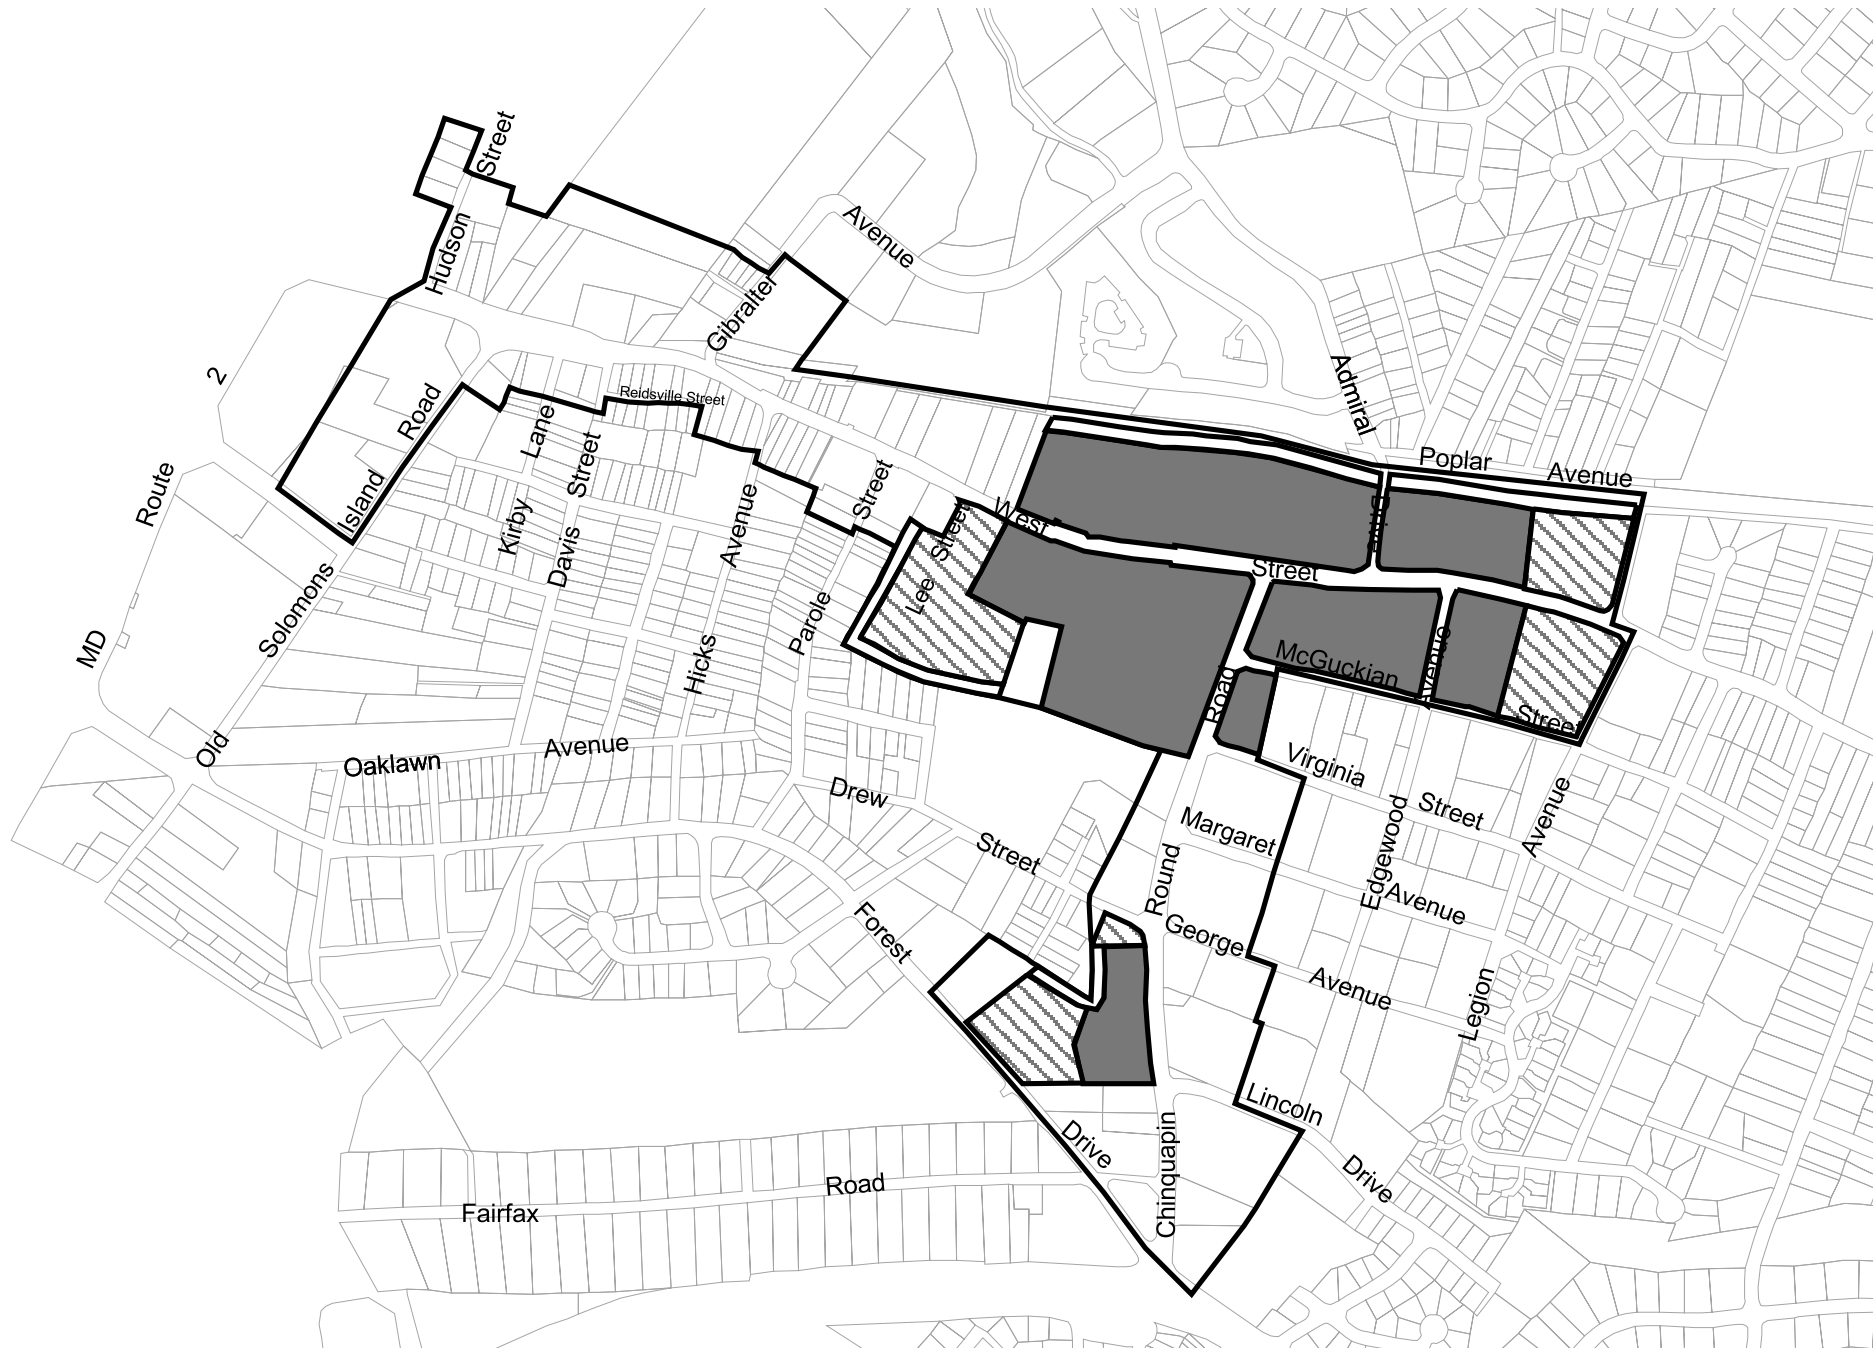 Street
Hudson
Avenue
Gibralter
2
Road
Island
Solomons
Old
Route
MD
Reidsville Street
Lane
Kirby
Street
Davis
Avenue
Hicks
Street
Parole
Street
Lee
West
Street
Admiral
Drive
Poplar
Avenue
McGuckian
Street
Avenue
Edgewood
Road
Round
Chinquapin
Virginia
Street
Margaret
Avenue
George
Avenue
Avenue
Legion
Lincoln
Drive
Oaklawn
Avenue
Drew
Street
Forest
Drive
Fairfax
Road